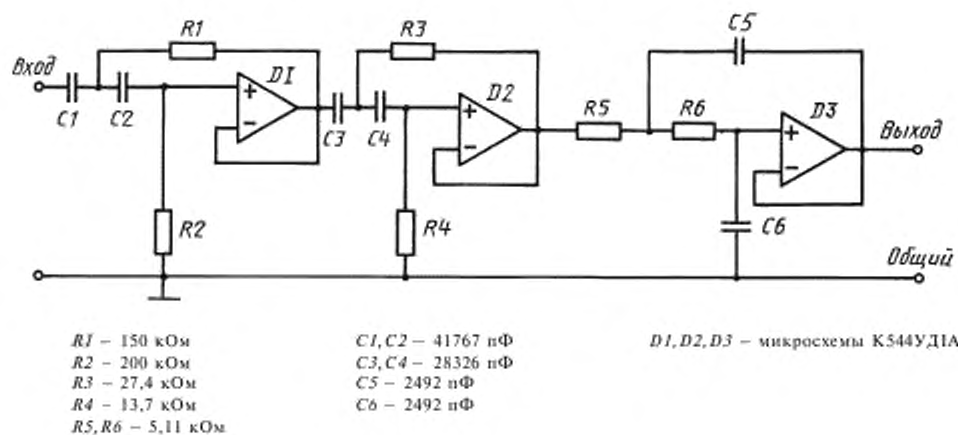 R1
R3
C5
Вход
D1
D2
R5
R6
D3
Выход
C1
C2
C3
C4
R2
R4
C6
Общий
R1 – 150 кОм
R2 – 200 кОм
R3 – 27,4 кОм
R4 – 13,7 кОм
R5, R6 – 5,11 кОм
C1, C2 – 41767 пФ
C3, C4 – 28326 пФ
C5 – 2492 пФ
C6 – 2492 пФ
D1, D2, D3 – микросхемы К544УД1А